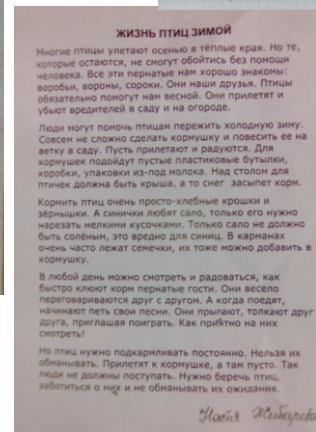 ЖИЗНЬ ПТИЦ ЗИМОЙ
Многие птицы улетают осенью в тёплые края. Но те,
которые остаются, не смогут обойтись без помощи
человека. Все эти пернатые нам хорошо знакомы:
воробьи, вороны, сороки. Они наши друзья. Птицы
обязательно помогут нам весной. Они прилетят и
убьют вредителей в саду и на огороде.
Люди могут помочь птицам пережить холодную зиму.
Совсем не сложно сделать кормушку и повесить ее на
ветку в саду. Пусть прилетают и радуются. Для
кормушек подойдут пустые пластиковые бутылки,
коробки, упаковки из-под молока. Над столом для
птичек должна быть крыша, а то снег засыпет корм.
Кормить птиц очень просто-хлебные крошки и
зёрнышки. А синички любят сало, только его нужно
нарезать мелкими кусочками. Только сало не должно
быть солёным, это вредно для синиц. В карманах
очень часто лежат семечки, их тоже можно добавить в
кормушку.
В любой день можно смотреть и радоваться, как
быстро клюют корм пернатые гости. Они весело
переговариваются друг с другом. А когда поедят,
начинают петь свои песни. Они прыгают, толкают друг
друга, приглашая поиграть. Как приятно на них
смотреть!
Но птиц нужно подкармливать постоянно. Нельзя их
обманывать. Прилетят к кормушке, а там пусто. Так
люди не должны поступать. Нужно беречь птиц,
заботиться о них и не обманывать их ожидания.
Настя